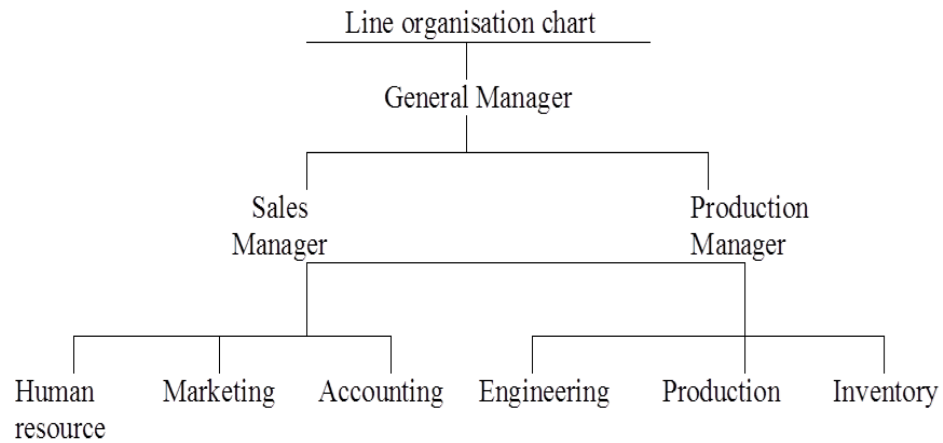 Line organisation chart
General Manager
Sales
Manager
Production
Manager
Human
resource
Marketing
Accounting
Engineering
Production
Inventory